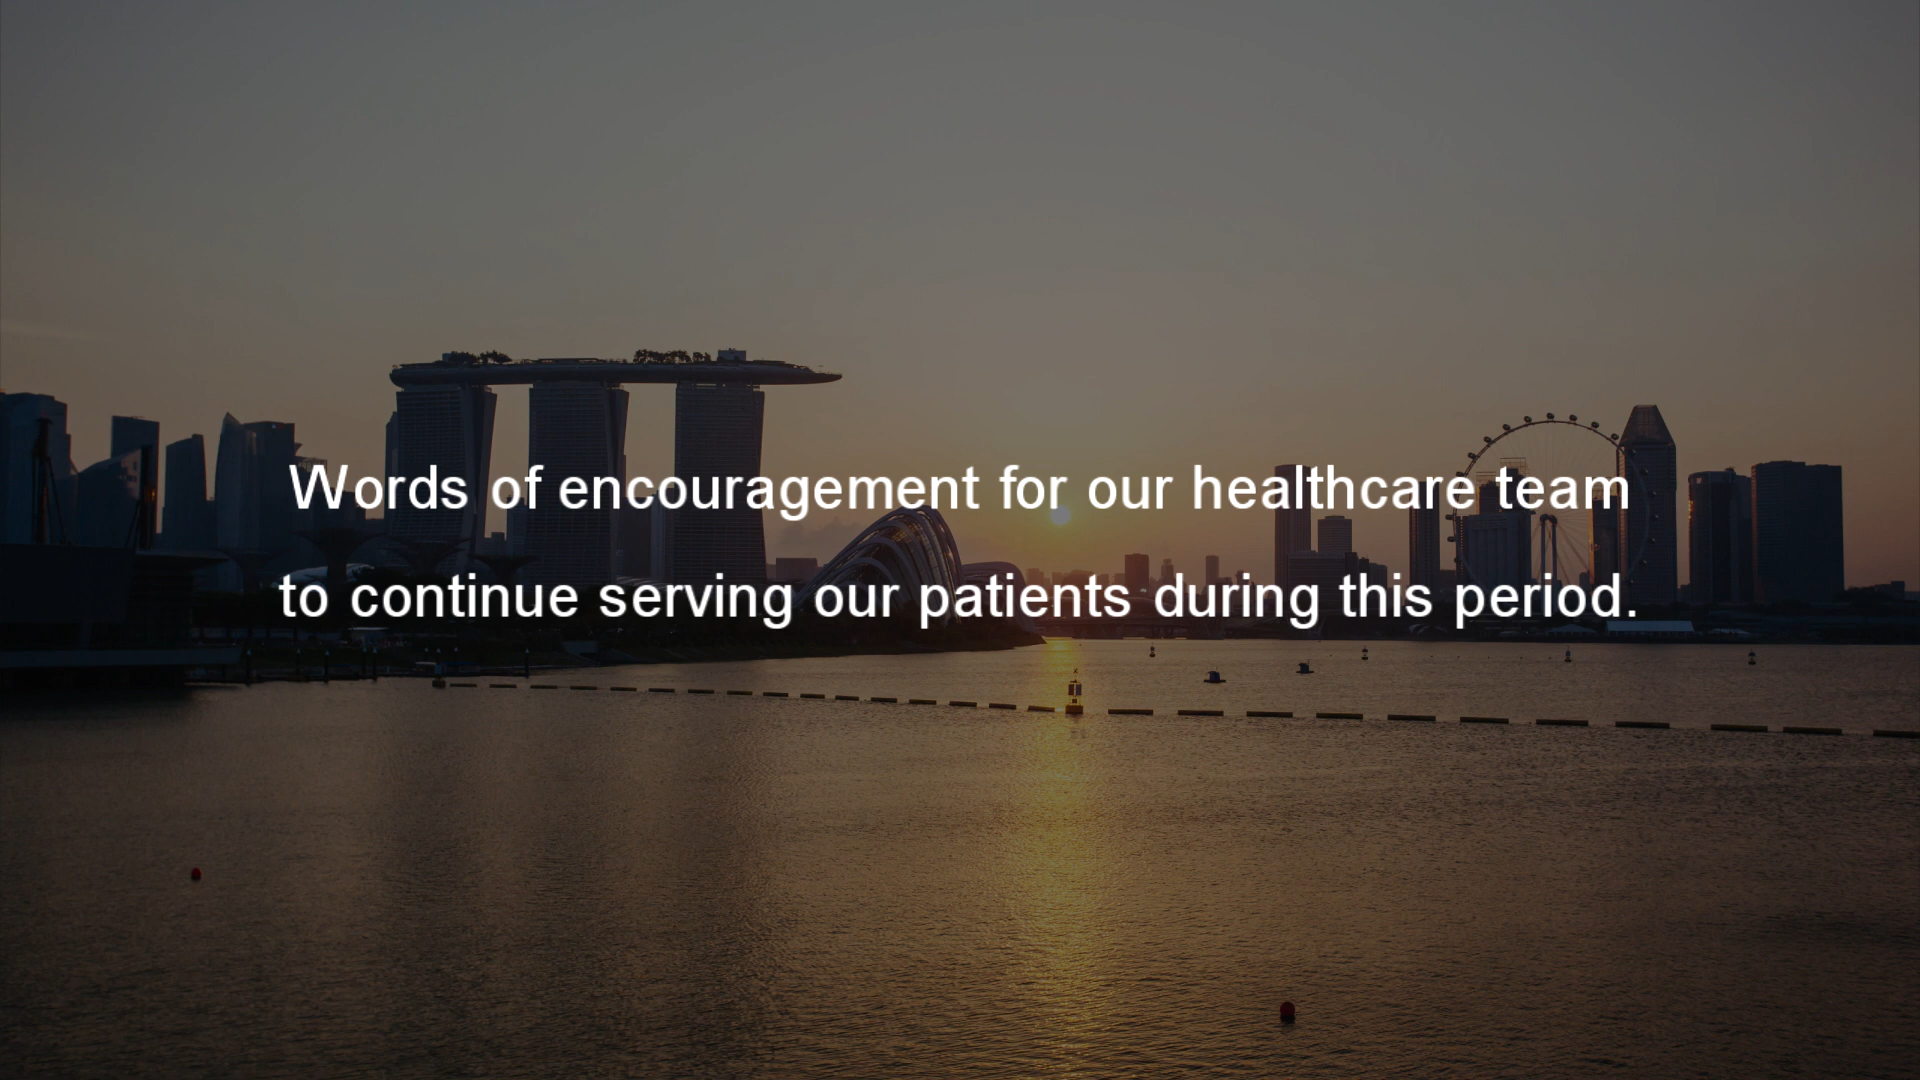 Words of encouragement for our healthcare team
to continue serving our patients during this period.